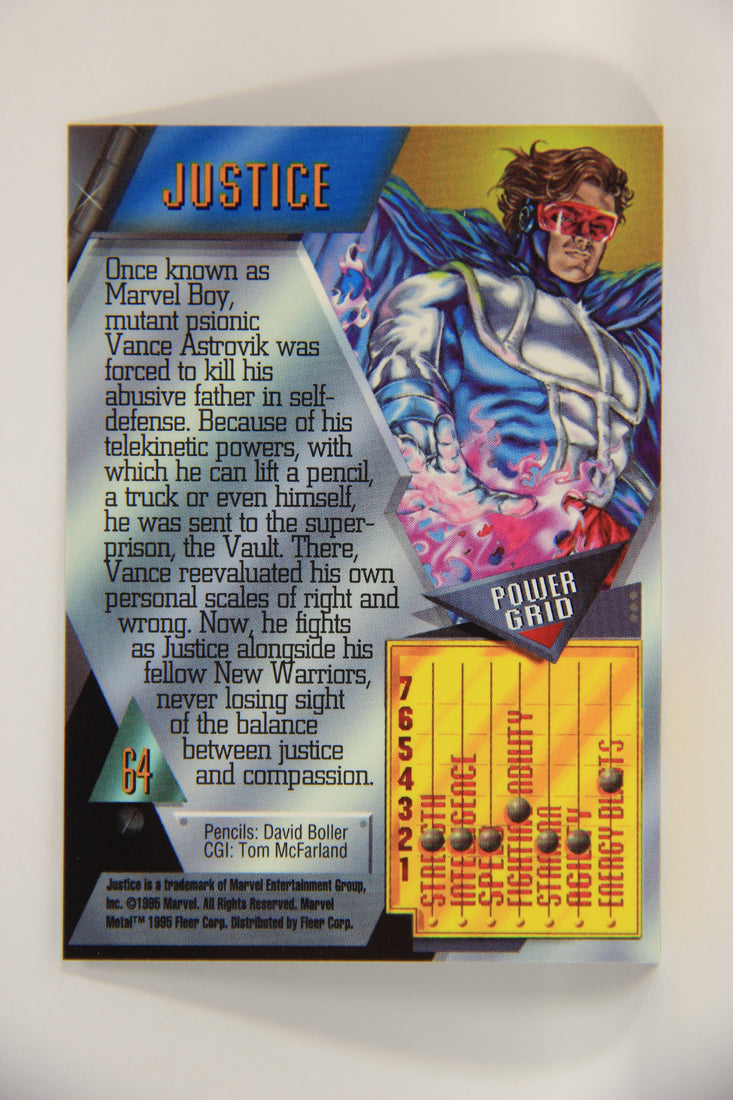 JUSTICE
Once known as
Marvel Boy,
mutant psionic
Vance Astrovik was
forced to kill his
abusive father in self-
defense. Because of his
telekinetic powers, with
which he can lift a pencil,
a truck or even himself,
he was sent to the super-
prison, the Vault. There,
Vance reevaluated his own
personal scales of right and
wrong. Now, he fights
as Justice alongside his
fellow New Warriors,
never losing sight
of the balance
between justice
and compassion.
64
Pencils: David Boller
CGI: Tom McFarland
Justice is a trademark of Marvel Entertainment Group,
Inc. ©1995 Marvel. All Rights Reserved. Marvel
Metal™ 1995 Fleer Corp. Distributed by Fleer Corp.
POWER
GRID
7
6
5
4
3
2
1
STRENGTH
INTELLIGENCE
SPEED
FIGHTING ABILITY
STAMINA
AGILITY
ENERGY BLASTS